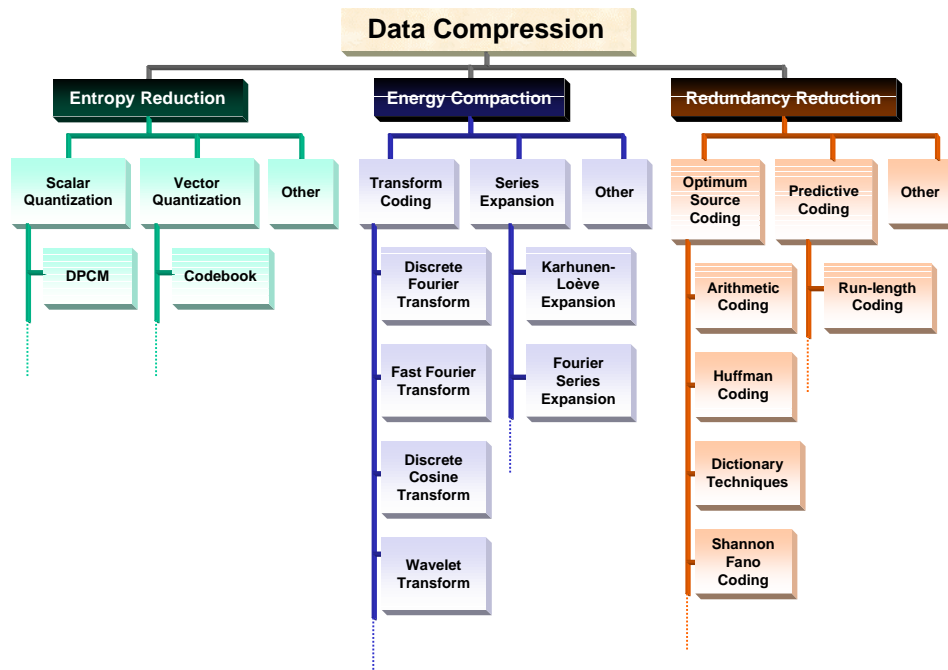 Data Compression
Entropy Reduction
Energy Compaction
Redundancy Reduction
Scalar
Quantization
Vector
Quantization
Other
Transform
Coding
Series
Expansion
Other
Optimum
Source
Coding
Predictive
Coding
Other
DPCM
Codebook
Discrete
Fourier
Transform
Karhunen-
Loève
Expansion
Arithmetic
Coding
Run-length
Coding
Fast Fourier
Transform
Fourier
Series
Expansion
Huffman
Coding
Discrete
Cosine
Transform
Dictionary
Techniques
Wavelet
Transform
Shannon
Fano
Coding